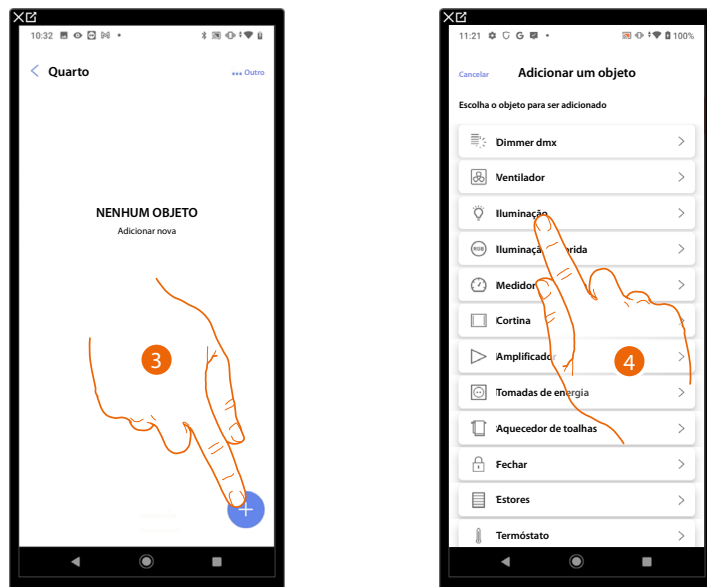 10:32
Quarto
Outro
NENHUM OBJETO
Adicionar nova
3
11:21
100%
Cancelar
Adicionar um objeto
Escolha o objeto para ser adicionado
Dimmer dmx
Ventilador
Iluminação
RGB
Medidor
Cortina
Amplificador
4
Tomadas de energia
Aquecedor de toalhas
Fechar
Estores
Termóstato